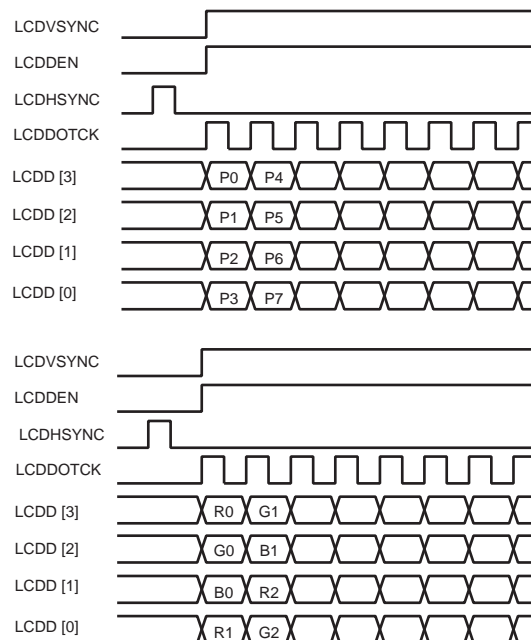 LCDVSYNC
LCDDEN
LCDHSYNC
LCDDOTCK
LCDD [3] P0 P4
LCDD [2] P1 P5
LCDD [1] P2 P6
LCDD [0] P3 P7
LCDVSYNC
LCDDEN
LCDHSYNC
LCDDOTCK
LCDD [3] R0 G1
LCDD [2] G0 B1
LCDD [1] B0 R2
LCDD [0] R1 G2